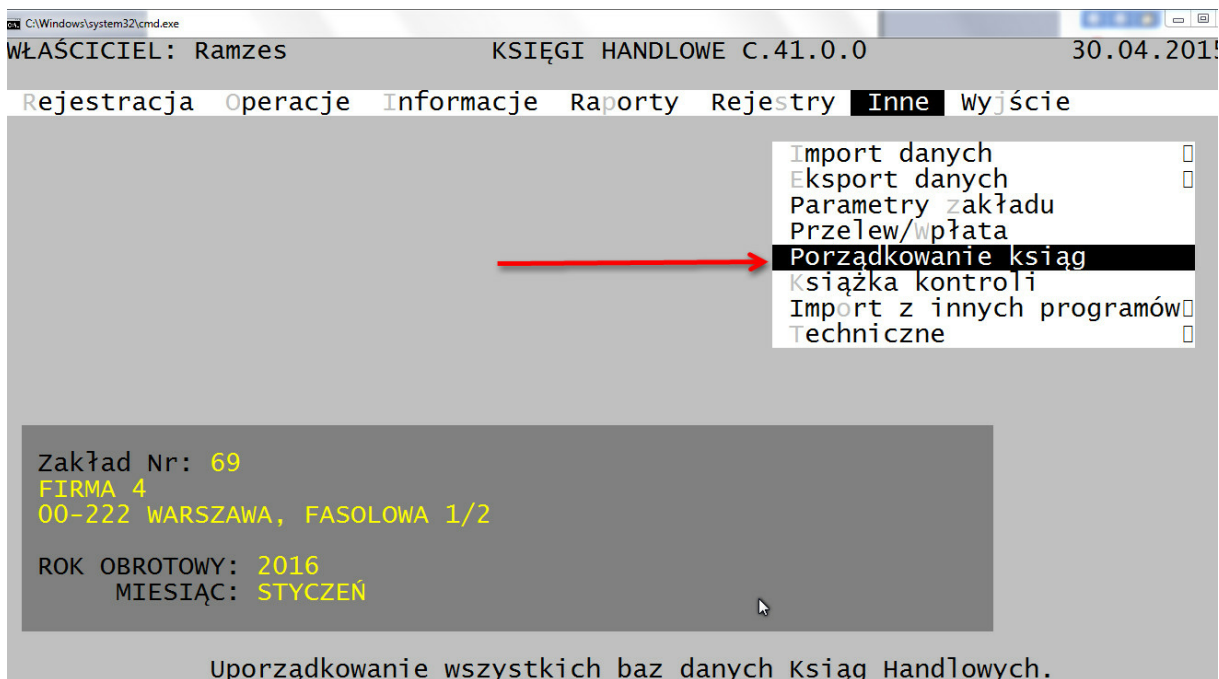 C:\Windows\system32\cmd.exe
WŁAŚCICIEL: Ramzes KSIĘGI HANDLOWE C.41.0.0 30.04.2015
Rejestracja Operacje Informacje Raporty Rejestry Inne Wyjście
Import danych
Eksport danych
Parametry zakładu
Przelew/Wpłata
Porządkowanie ksiąg
Książka kontroli
Import z innych programów
Techniczne
Zakład Nr: 69
FIRMA 4
00-222 WARSZAWA, FASOLOWA 1/2
ROK OBROTOWY: 2016
MIESIĄC: STYCZEŃ
Uporządkowanie wszystkich baz danych Ksiąg Handlowych.